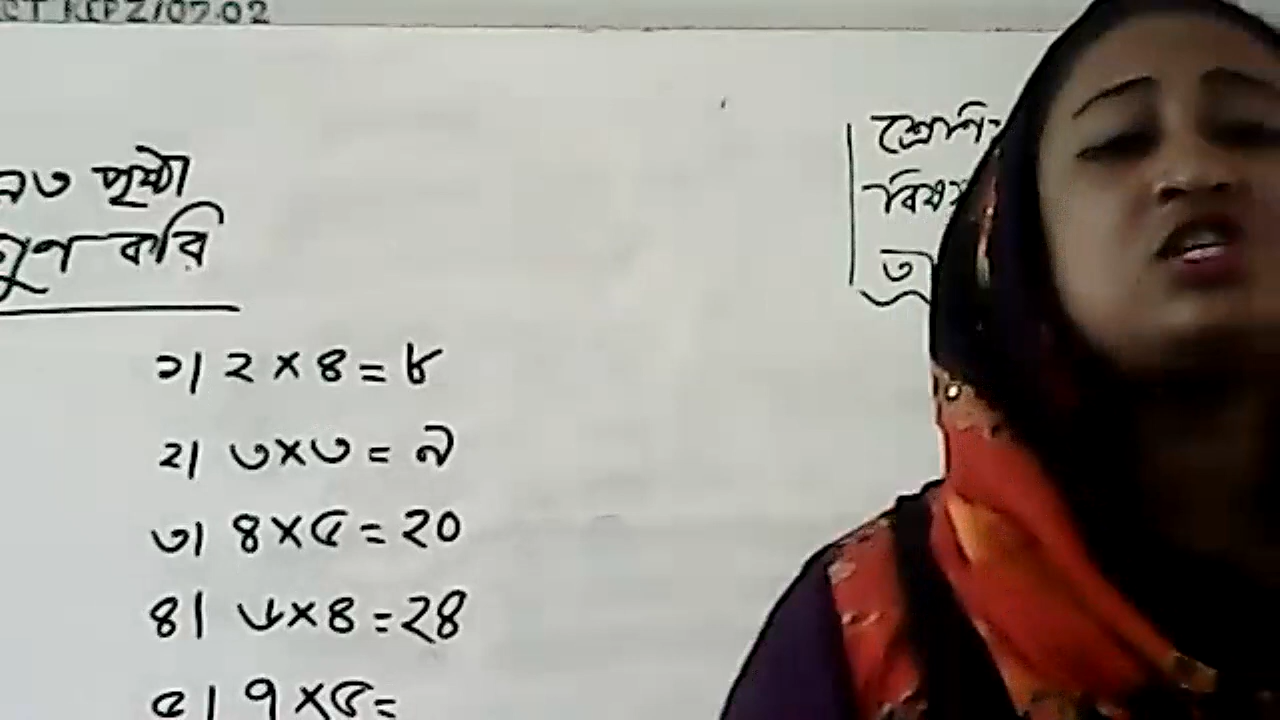 ৯৩ পৃষ্ঠা
গুণ করি
শ্রেণি:
১। ২ × ৪ = ৮
২। ৩ × ৩ = ৯
৩। ৪ × ৫ = ২০
৪। ৬ × ৪ = ২৪
৫। ৭ × ৫ =